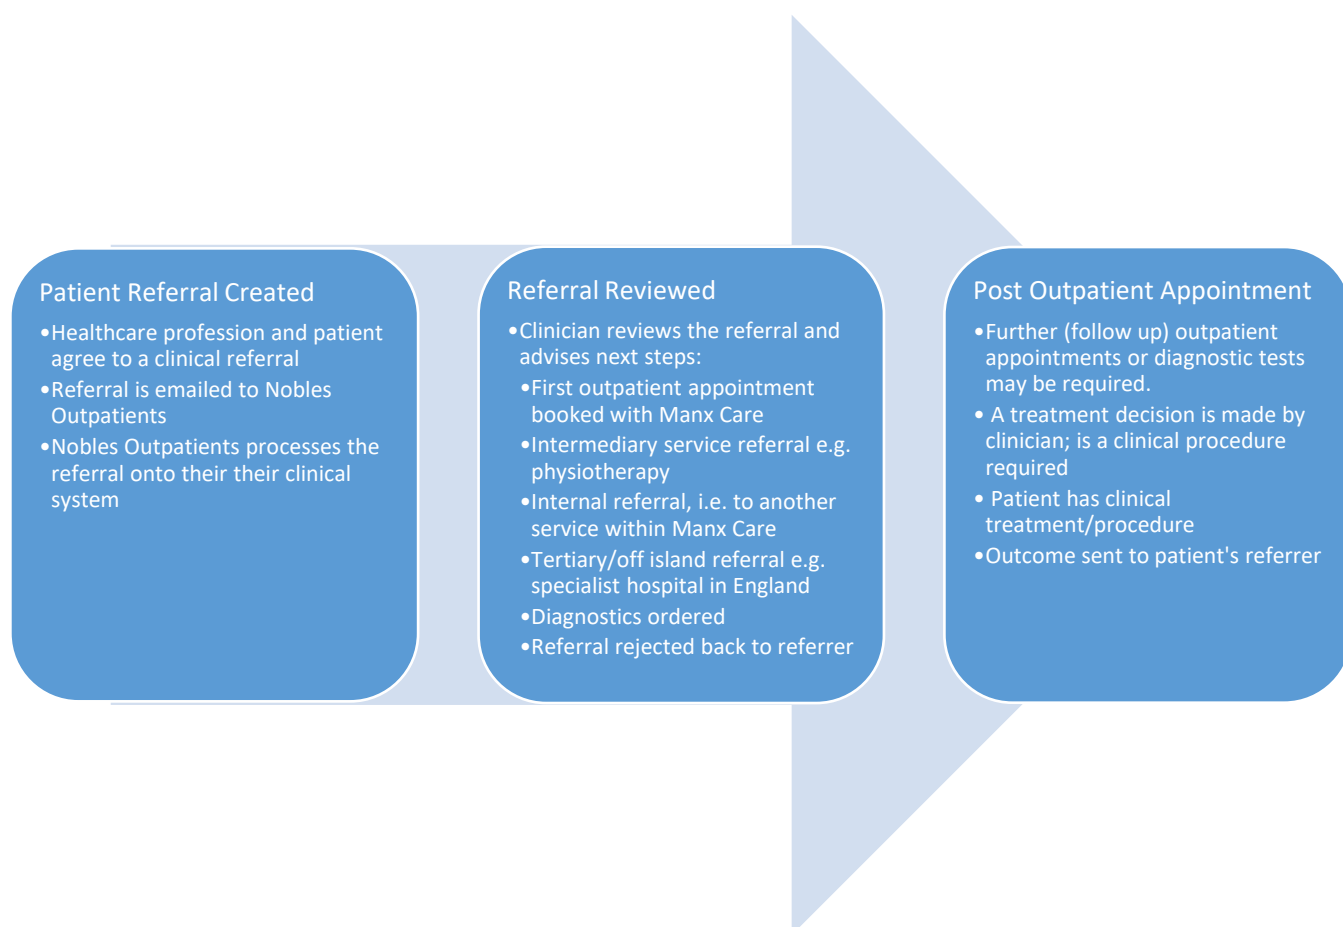 Patient Referral Created
•Healthcare profession and patient
agree to a clinical referral
•Referral is emailed to Nobles
Outpatients
•Nobles Outpatients processes the
referral onto their their clinical
system
Referral Reviewed
•Clinician reviews the referral and
advises next steps:
•First outpatient appointment
booked with Manx Care
•Intermediary service referral e.g.
physiotherapy
•Internal referral, i.e. to another
service within Manx Care
•Tertiary/off island referral e.g.
specialist hospital in England
•Diagnostics ordered
•Referral rejected back to referrer
Post Outpatient Appointment
•Further (follow up) outpatient
appointments or diagnostic tests
may be required.
• A treatment decision is made by
clinician; is a clinical procedure
required
• Patient has clinical
treatment/procedure
•Outcome sent to patient's referrer